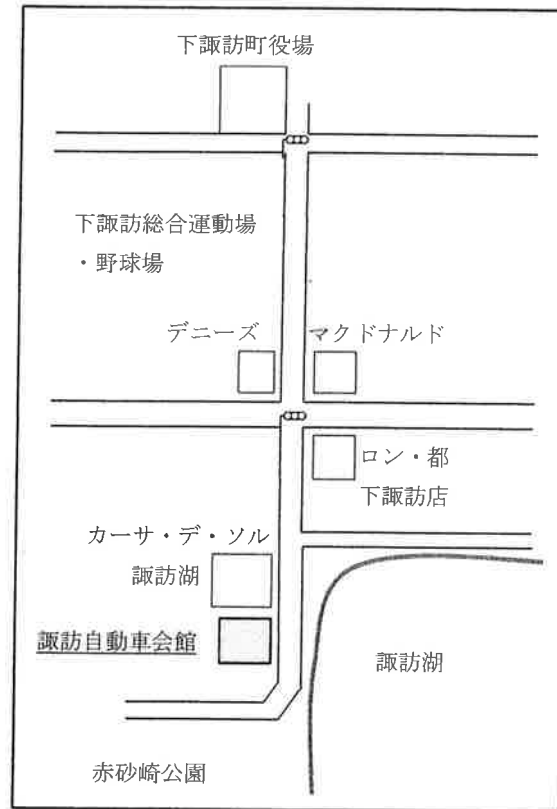 下諏訪町役場
下諏訪総合運動場
・野球場
デニーズ
マクドナルド
ロン・都
下諏訪店
カーサ・デ・ソル
諏訪湖
諏訪自動車会館
諏訪湖
赤砂崎公園